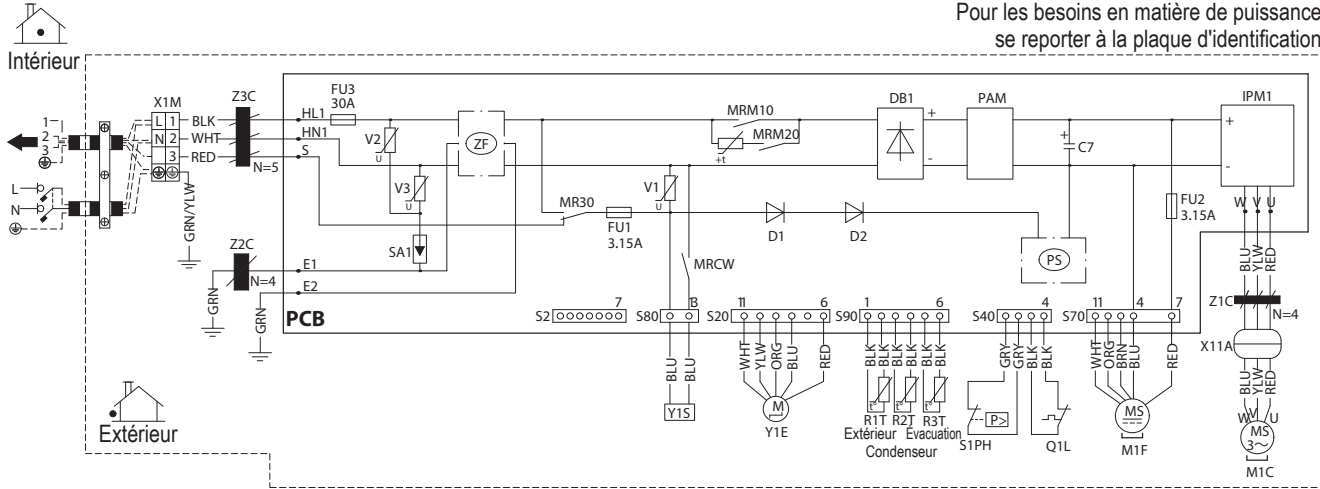 Pour les besoins en matière de puissance
se reporter à la plaque d'identification
Intérieur
1
2
3
L
N
X1M
L 1
N 2
3
BLK
WHT
RED
GRN/YLW
Z3C
N=5
Z2C
N=4
GRN
GRN
HL1
HN1
S
E1
E2
FU3
30A
V2
U
V3
U
SA1
ZF
MR30
FU1
3.15A
V1
U
MRCW
MRM10
MRM20
+t
D1
D2
DB1
+
-
PAM
+
C7
PS
FU2
3.15A
IPM1
+
-
W V U
BLU
YLW
RED
Z1C
N=4
X11A
BLU
YLW
RED
W
V
U
MS
3~
M1C
PCB
S2
7
S80
1
3
S20
11
6
S90
1
6
S40
4
S70
11
4
7
BLU
BLU
Y1S
WHT
YLW
ORG
BLU
RED
M
Y1E
BLK
BLK
BLK
BLK
BLK
BLK
t°
t°
t°
R1T
R2T
R3T
Extérieur
Évacuation
Condenseur
GRY
GRY
BLK
BLK
P>
S1PH
Q1L
WHT
ORG
BRN
BLU
RED
MS
M1F
Extérieur